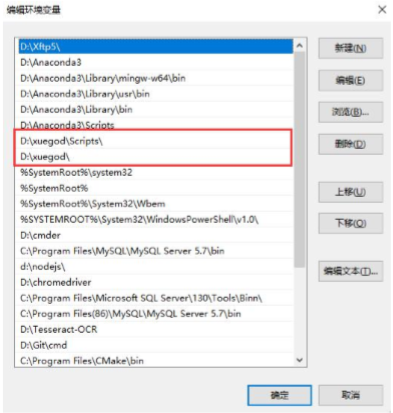 编辑环境变量
D:\Xftp5\
D:\Anaconda3
D:\Anaconda3\Library\mingw-w64\bin
D:\Anaconda3\Library\usr\bin
D:\Anaconda3\Library\bin
D:\Anaconda3\Scripts
D:\xuegod\Scripts\
D:\xuegod\
%SystemRoot%\system32
%SystemRoot%
%SystemRoot%\System32\Wbem
%SYSTEMROOT%\System32\WindowsPowerShell\v1.0\
D:\cmder
C:\Program Files\MySQL\MySQL Server 5.7\bin
d:\nodejs\
D:\chromedriver
C:\Program Files\Microsoft SQL Server\130\Tools\Binn\
C:\Program Files(86)\MySQL\MySQL Server 5.7\bin
D:\Tesseract-OCR
D:\Git\cmd
C:\Program Files\CMake\bin
新建(N)
编辑(E)
浏览(B)...
删除(D)
上移(U)
下移(O)
编辑文本(T)...
确定
取消